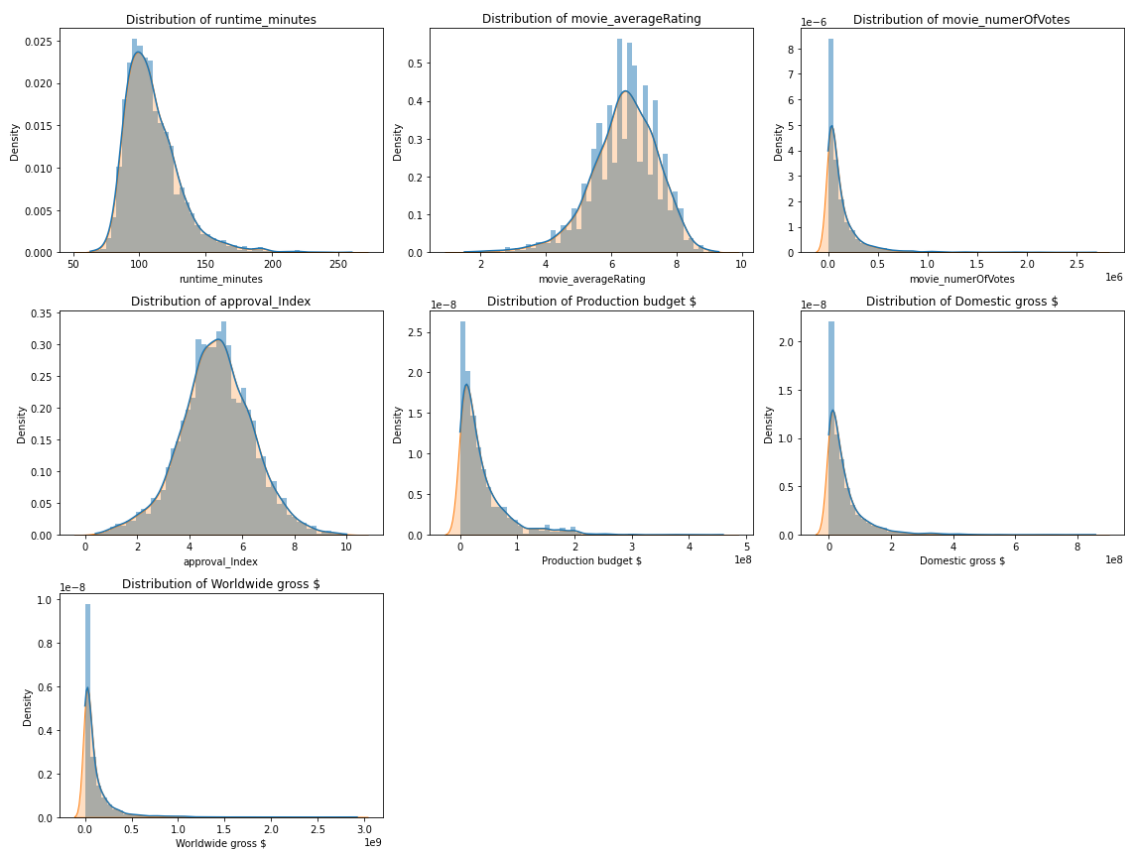 Distribution of runtime_minutes
0.025
0.020
0.015
0.010
0.005
0.000
Density
50 100 150 200 250
runtime_minutes
Distribution of movie_averageRating
0.5
0.4
0.3
0.2
0.1
0.0
Density
2 4 6 8 10
movie_averageRating
Distribution of movie_numerOfVotes
1e-6
8
7
6
5
4
3
2
1
0
Density
0.0 0.5 1.0 1.5 2.0 2.5
1e6
movie_numerOfVotes
Distribution of approval_Index
0.35
0.30
0.25
0.20
0.15
0.10
0.05
0.00
Density
0 2 4 6 8 10
approval_Index
Distribution of Production budget $
1e-8
2.5
2.0
1.5
1.0
0.5
0.0
Density
0 1 2 3 4 5
1e8
Production budget $
Distribution of Domestic gross $
1e-8
2.0
1.5
1.0
0.5
0.0
Density
0 2 4 6 8
1e8
Domestic gross $
Distribution of Worldwide gross $
1e-8
1.0
0.8
0.6
0.4
0.2
0.0
Density
0.0 0.5 1.0 1.5 2.0 2.5 3.0
1e9
Worldwide gross $